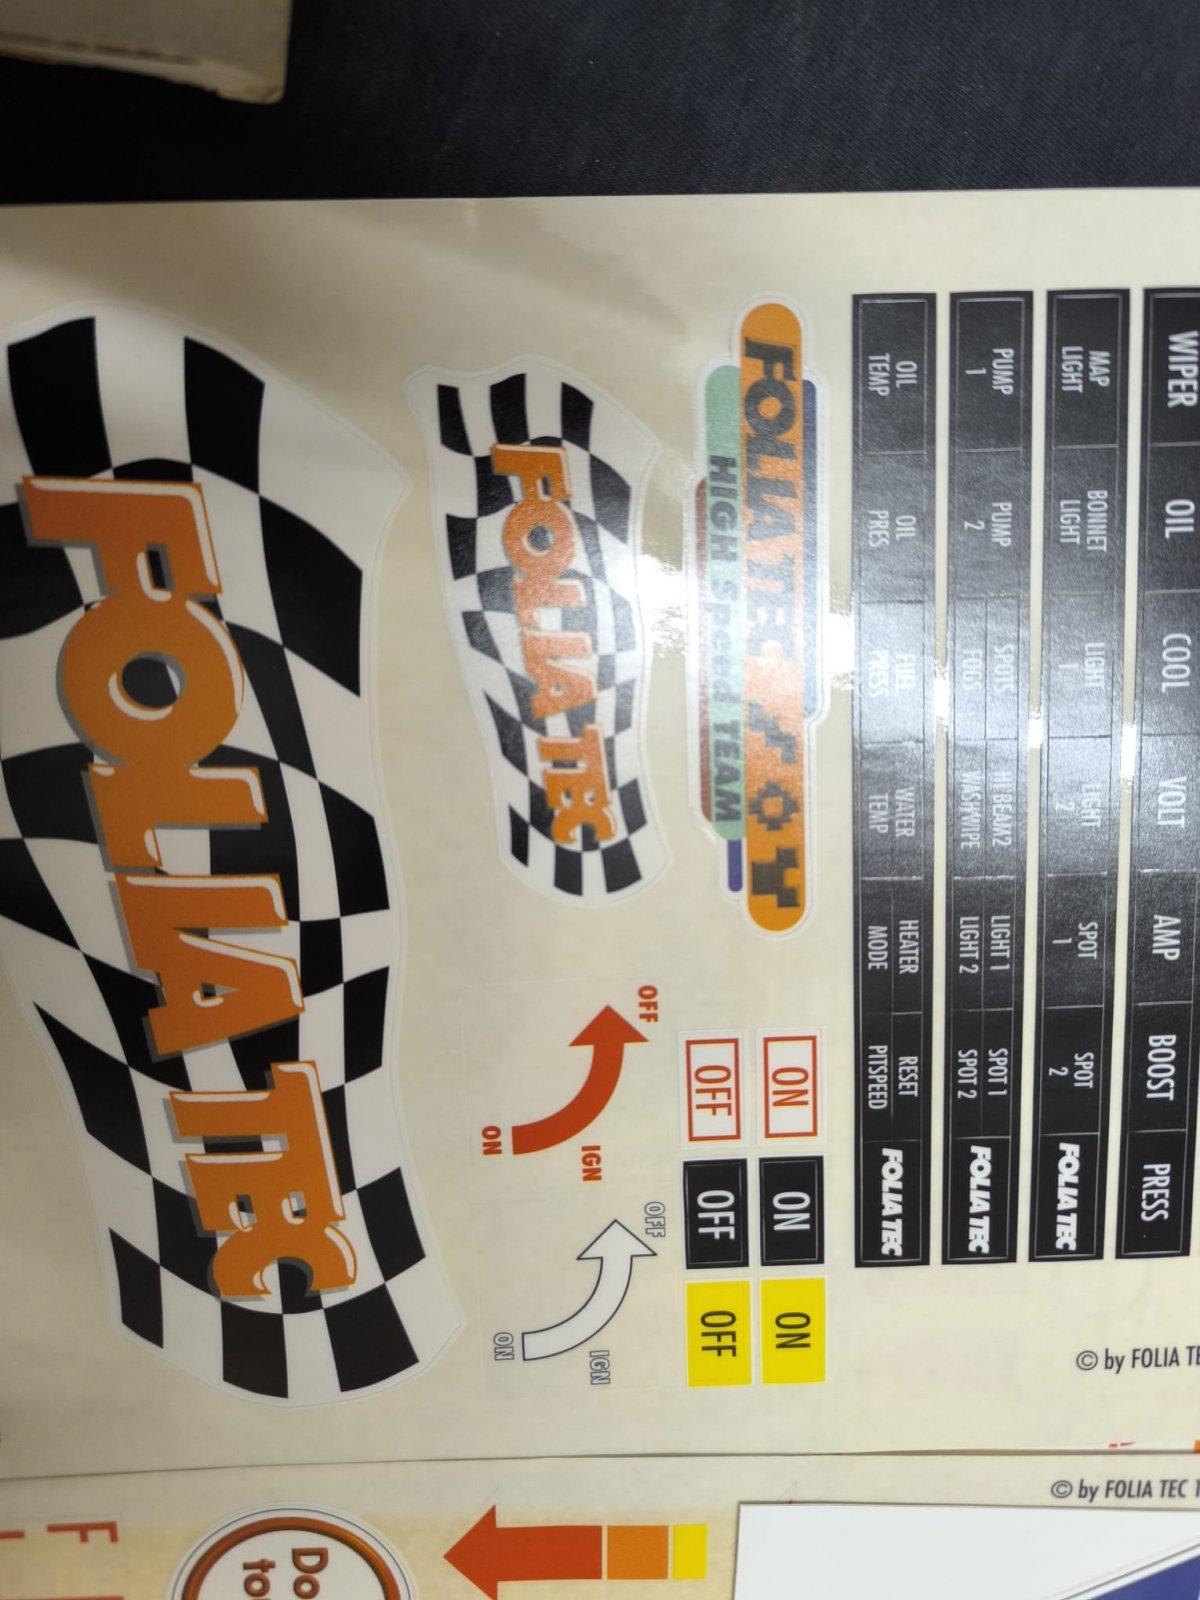 WIPER OIL COOL VOLT AMP BOOST PRESS
MAP LIGHT
BONNET LIGHT
LIGHT 1
LIGHT 2
SPOT 1
SPOT 2
FOLIA TEC
PUMP 1
PUMP 2
SPOTS
FOGS
HI BEAM2
WASH/WIPE
LIGHT 1
LIGHT 2
SPOT 1
SPOT 2
FOLIA TEC
OIL TEMP
OIL PRES
FUEL PRESS
WATER TEMP
HEATER
MODE
RESET
PITSPEED
FOLIA TEC
FOLIA TEC
HIGH Speed TEAM
ON ON ON
OFF OFF OFF
OFF
IGN
ON
OFF
IGN
ON
FOLIA TEC
FOLIA TEC
© by FOLIA
© by FOLIA TEC
Do